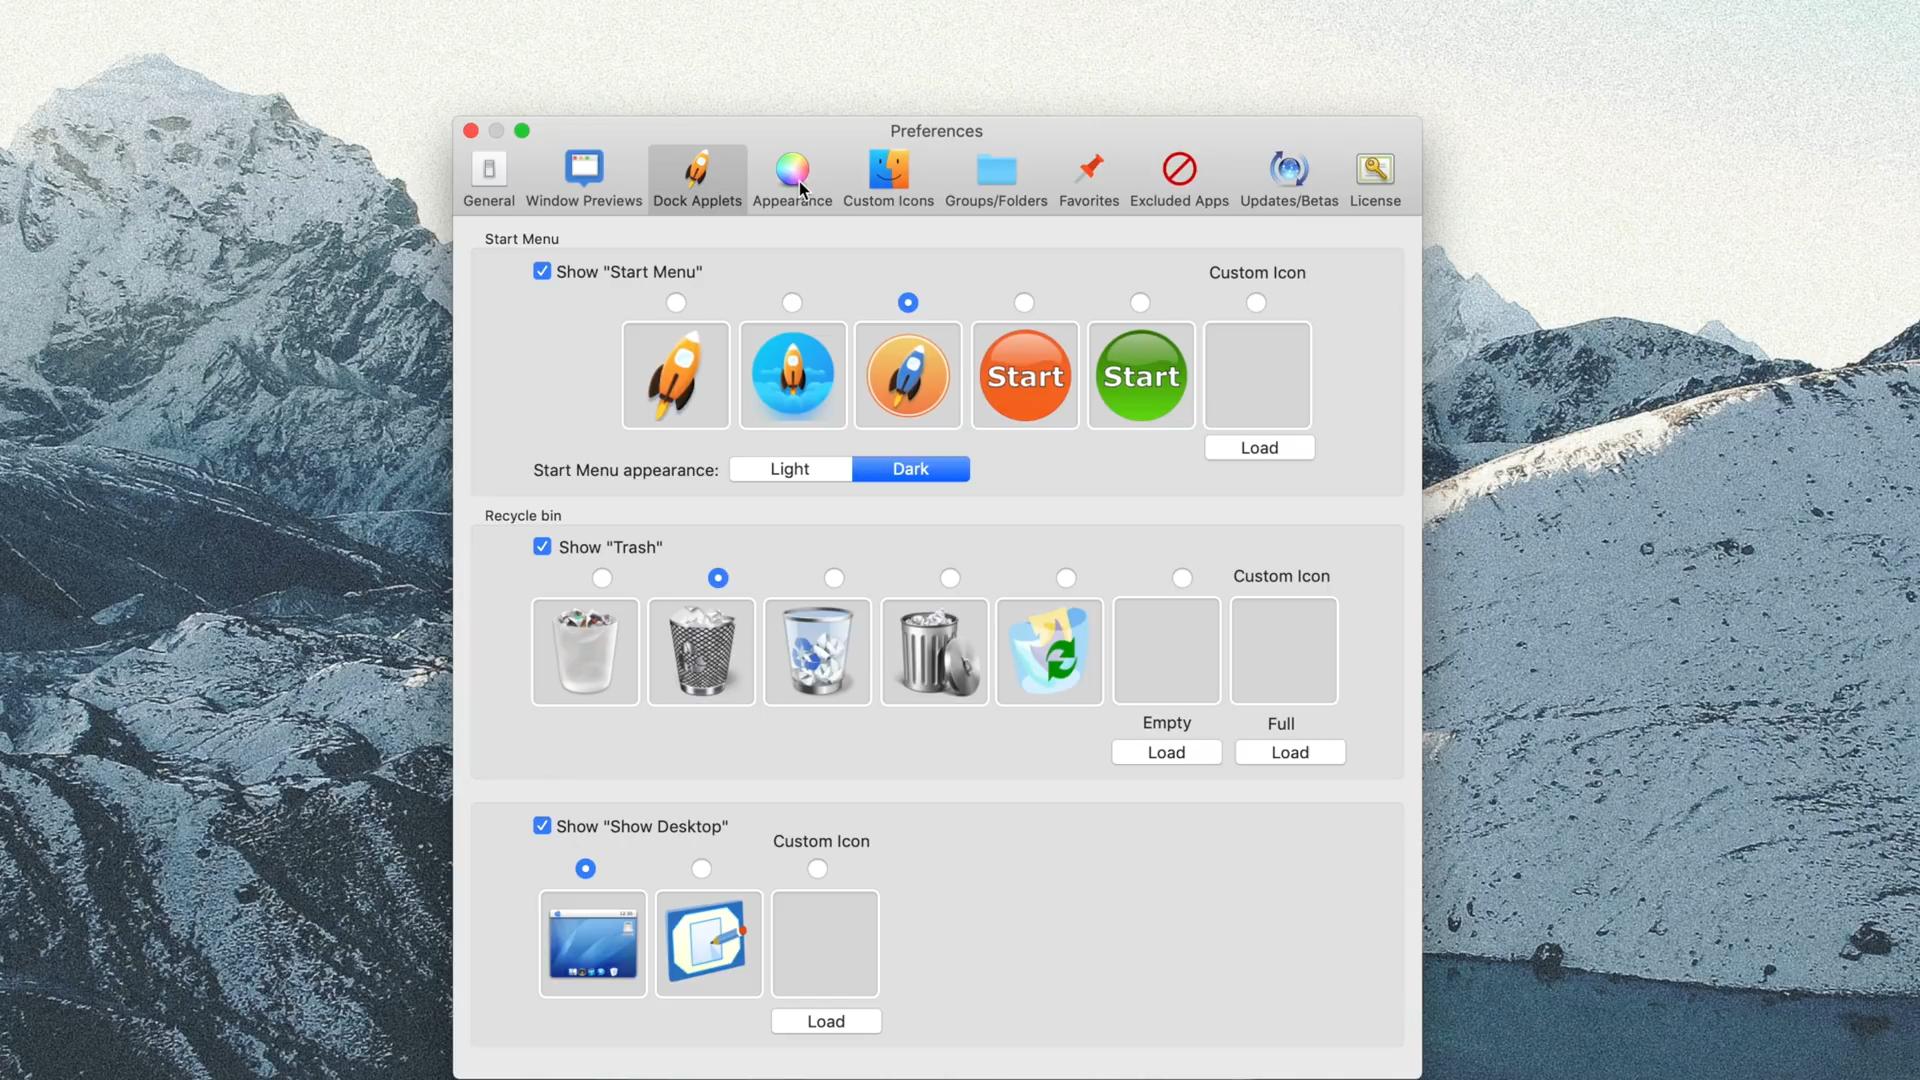 Preferences
General Window Previews Dock Applets Appearance Custom Icons Groups/Folders Favorites Excluded Apps Updates/Betas License
Start Menu
Show "Start Menu"
Custom Icon
Start Start
Load
Start Menu appearance: Light Dark
Recycle bin
Show "Trash"
Custom Icon
Empty Full
Load Load
Show "Show Desktop"
Custom Icon
Load